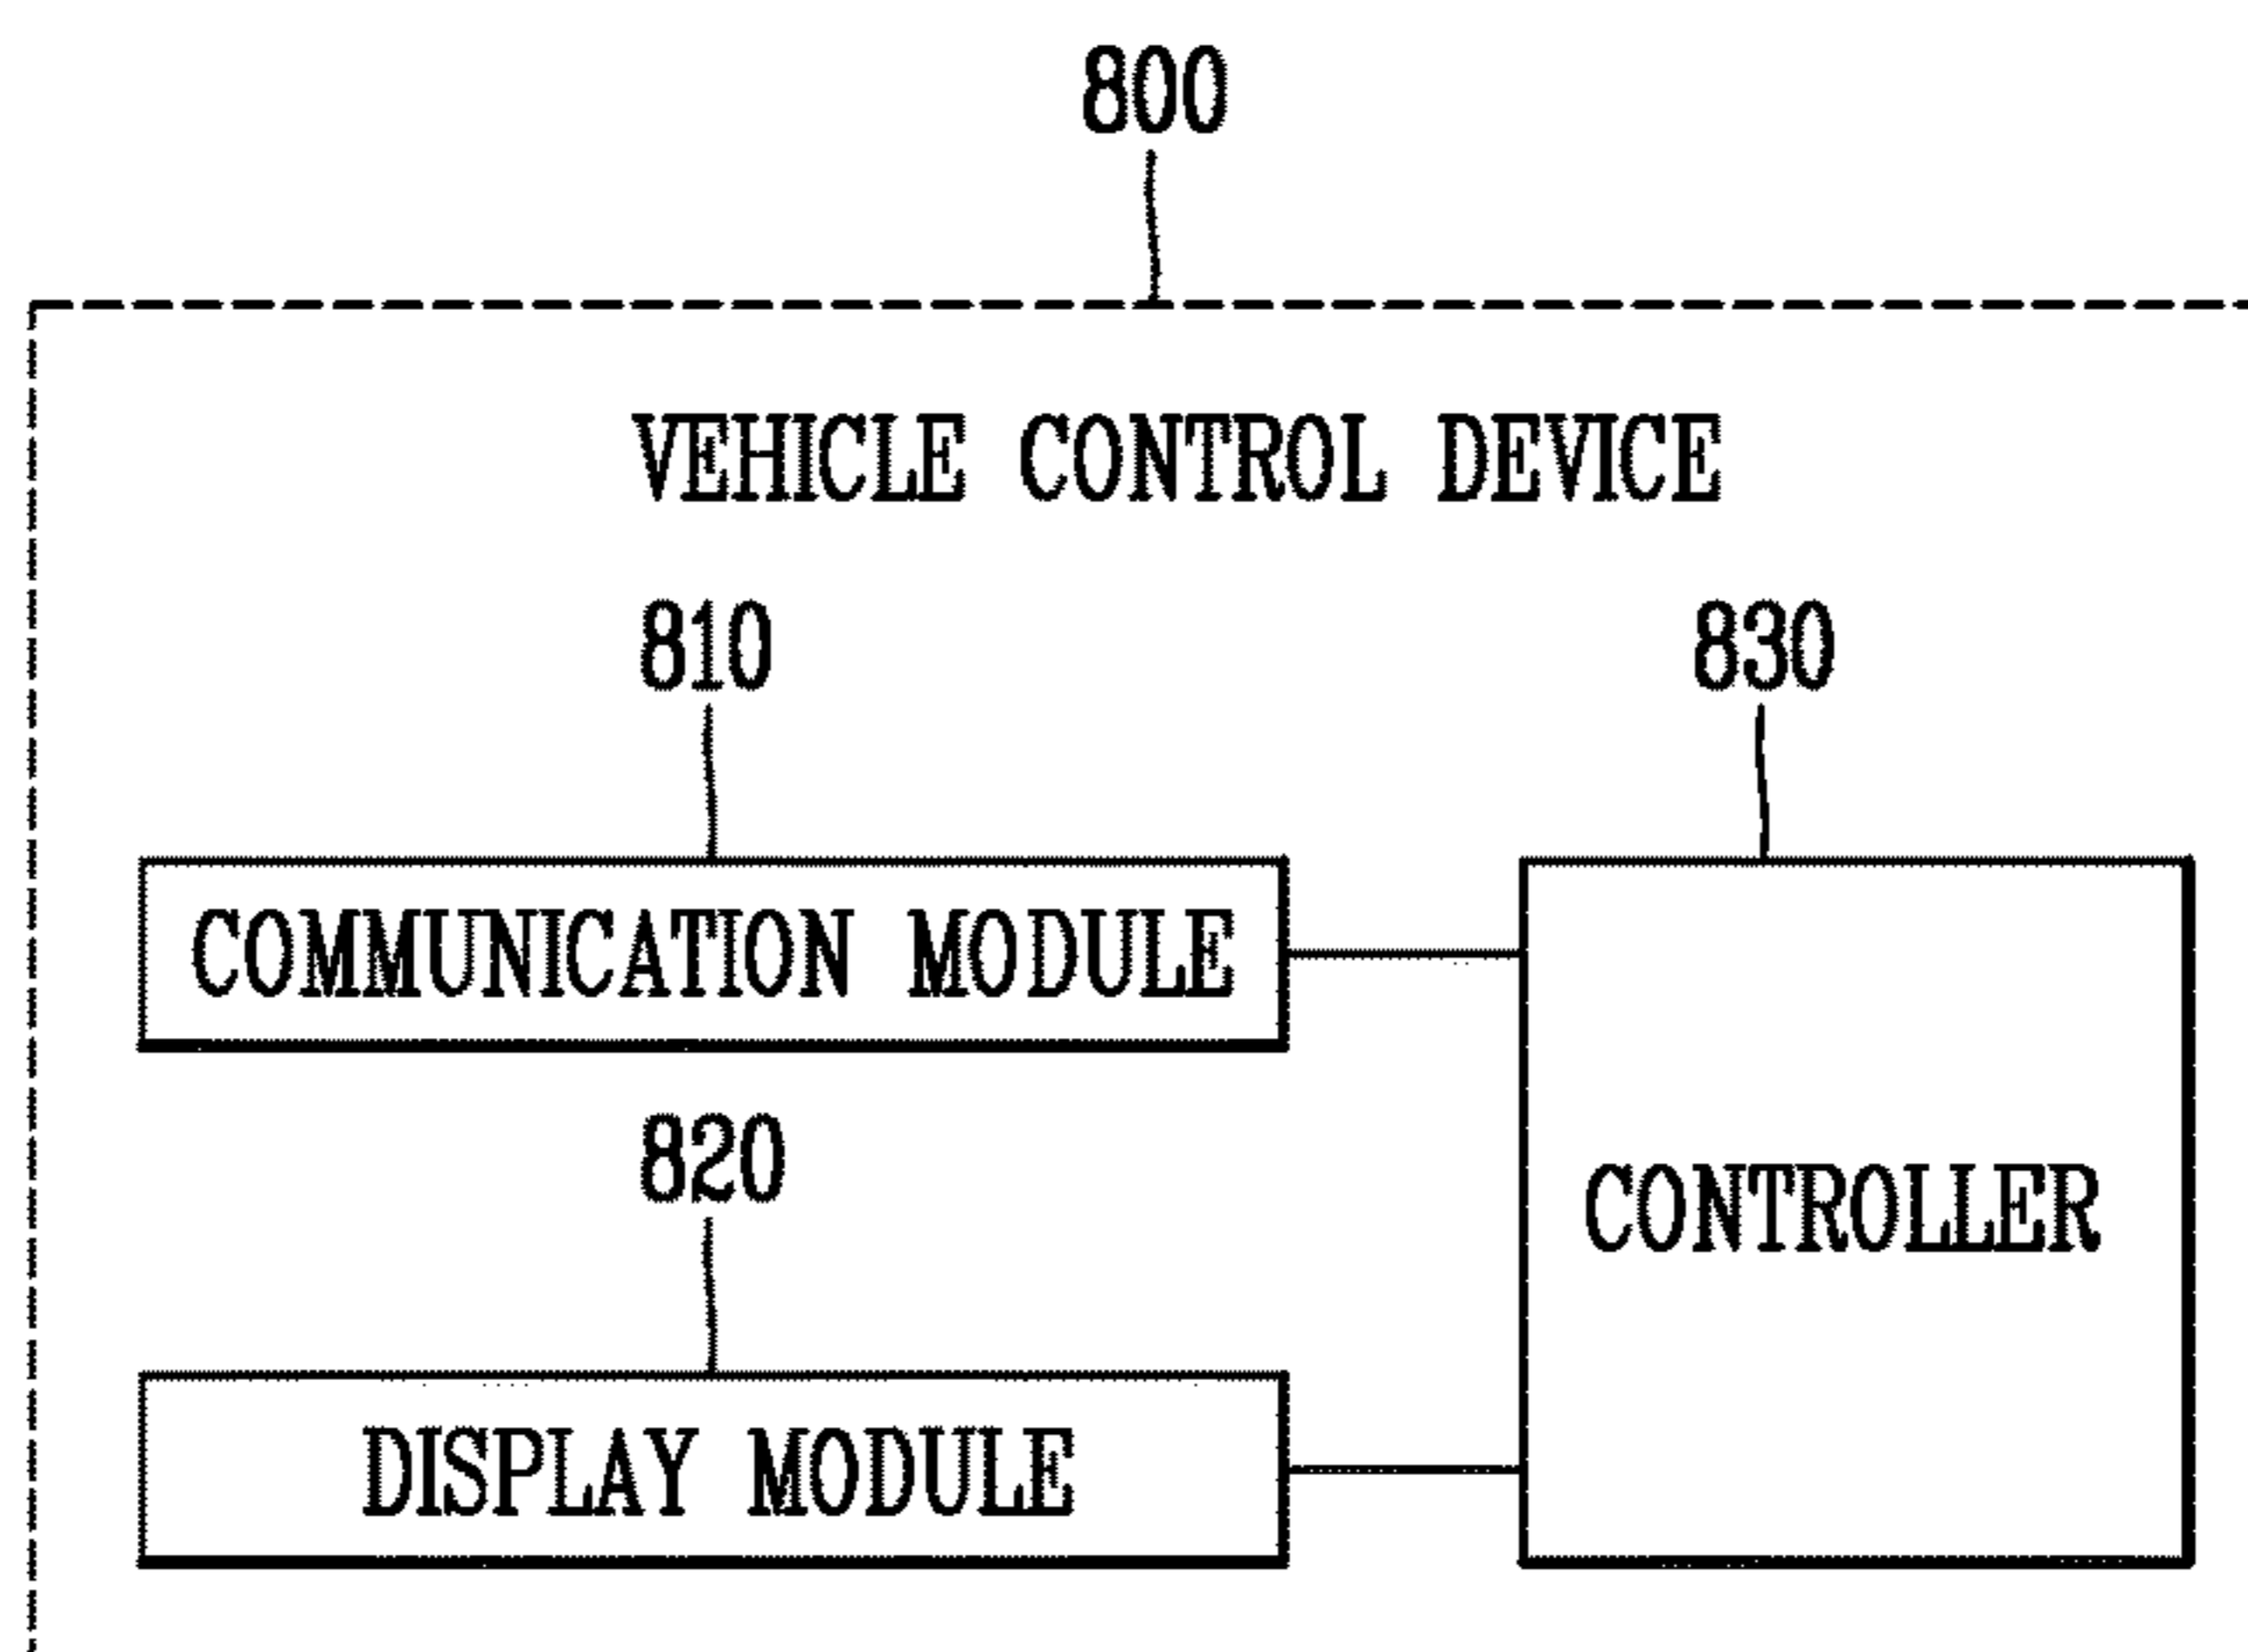 800
VEHICLE CONTROL DEVICE
810
830
COMMUNICATION MODULE
820
CONTROLLER
DISPLAY MODULE